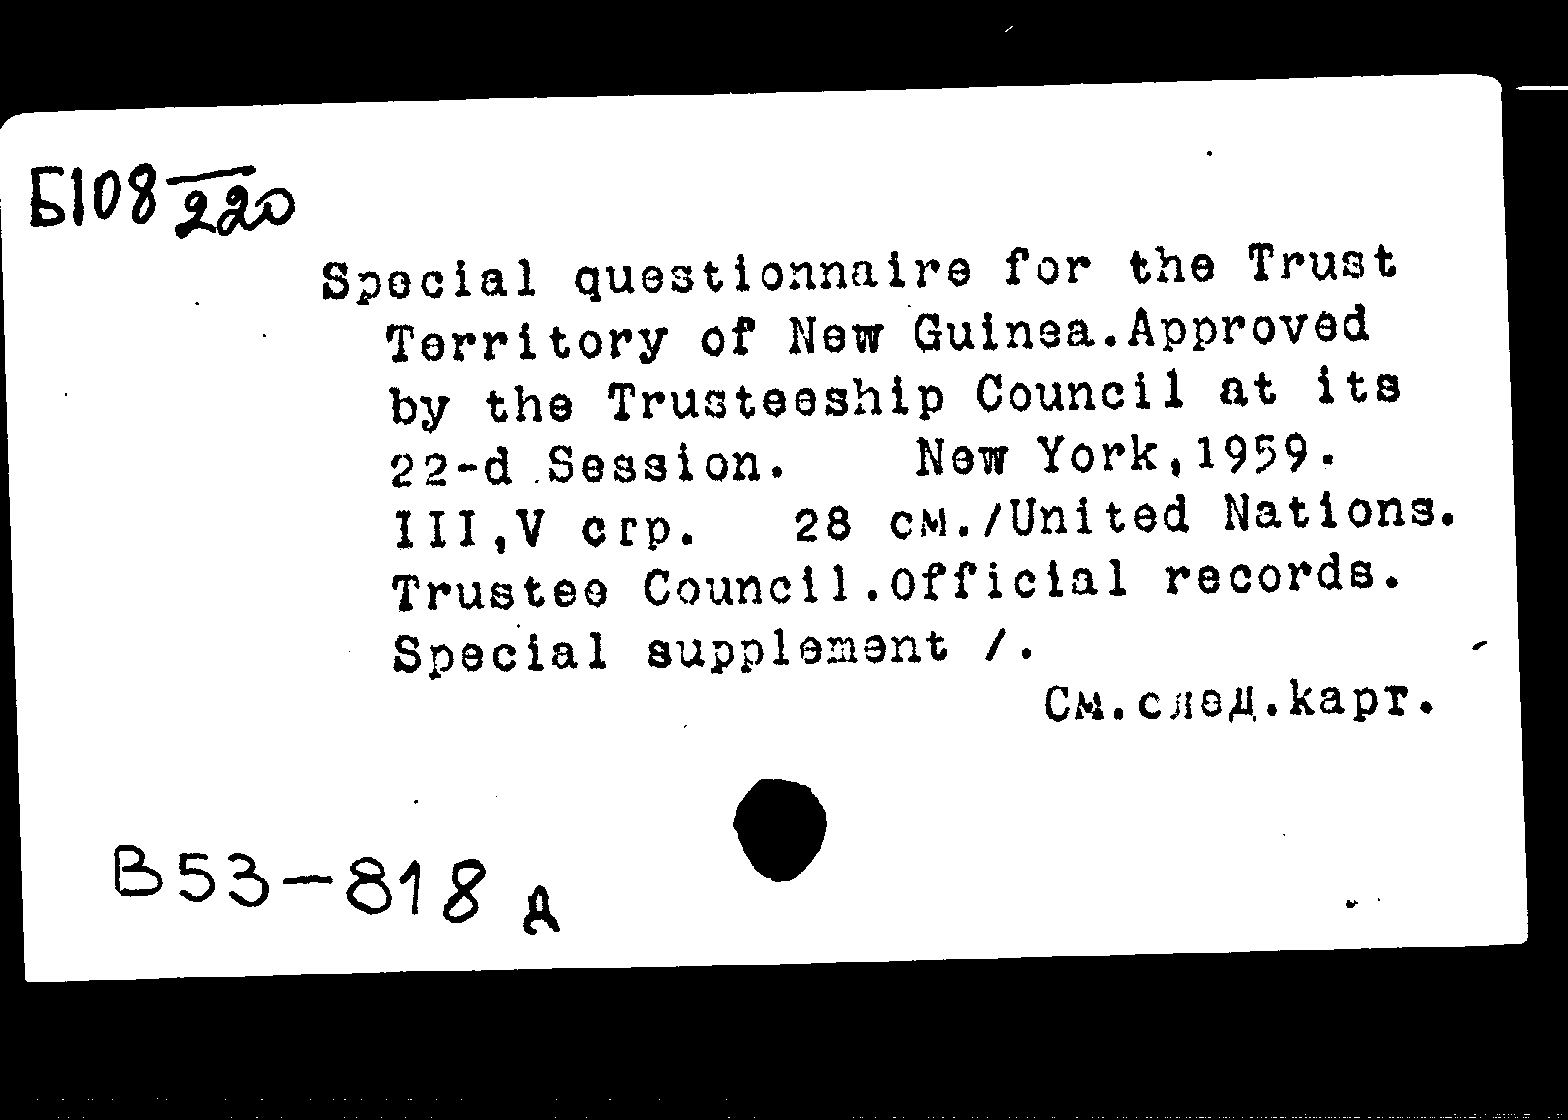 Б108 220
Special questionnaire for the Trust
Territory of New Guinea.Approved
by the Trusteeship Council at its
22-d Session. New York,1959.
III,V стр. 28 см./United Nations.
Trustee Council.Official records.
Special supplement /.
См.след.карт.
В53-818 д